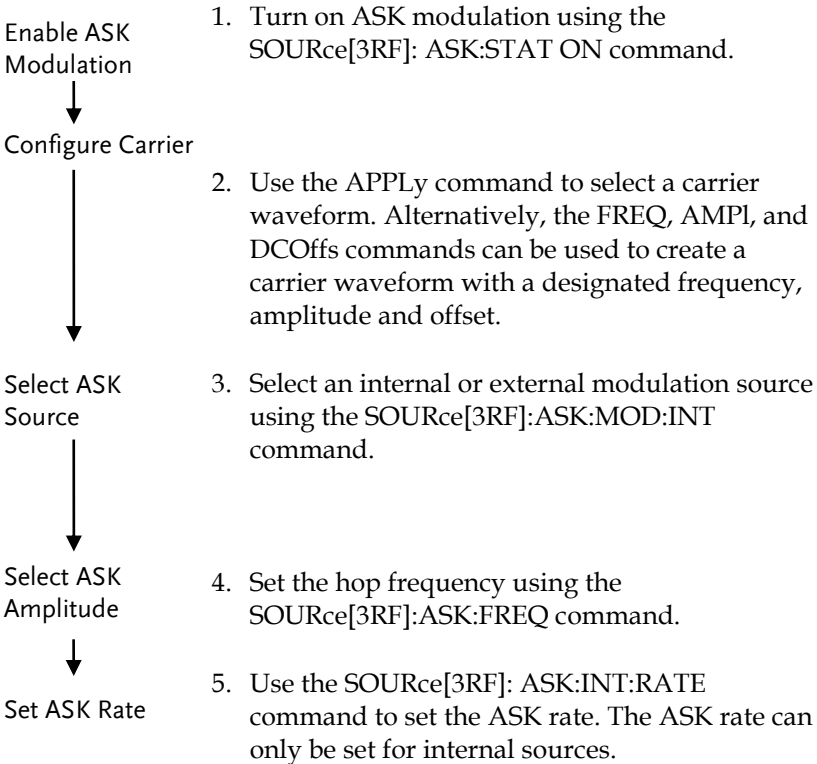 Enable ASK
Modulation
1. Turn on ASK modulation using the
SOURce[3RF]: ASK:STAT ON command.
Configure Carrier
2. Use the APPLy command to select a carrier
waveform. Alternatively, the FREQ, AMPl, and
DCOffs commands can be used to create a
carrier waveform with a designated frequency,
amplitude and offset.
Select ASK
Source
3. Select an internal or external modulation source
using the SOURce[3RF]:ASK:MOD:INT
command.
Select ASK
Amplitude
4. Set the hop frequency using the
SOURce[3RF]:ASK:FREQ command.
Set ASK Rate
5. Use the SOURce[3RF]: ASK:INT:RATE
command to set the ASK rate. The ASK rate can
only be set for internal sources.